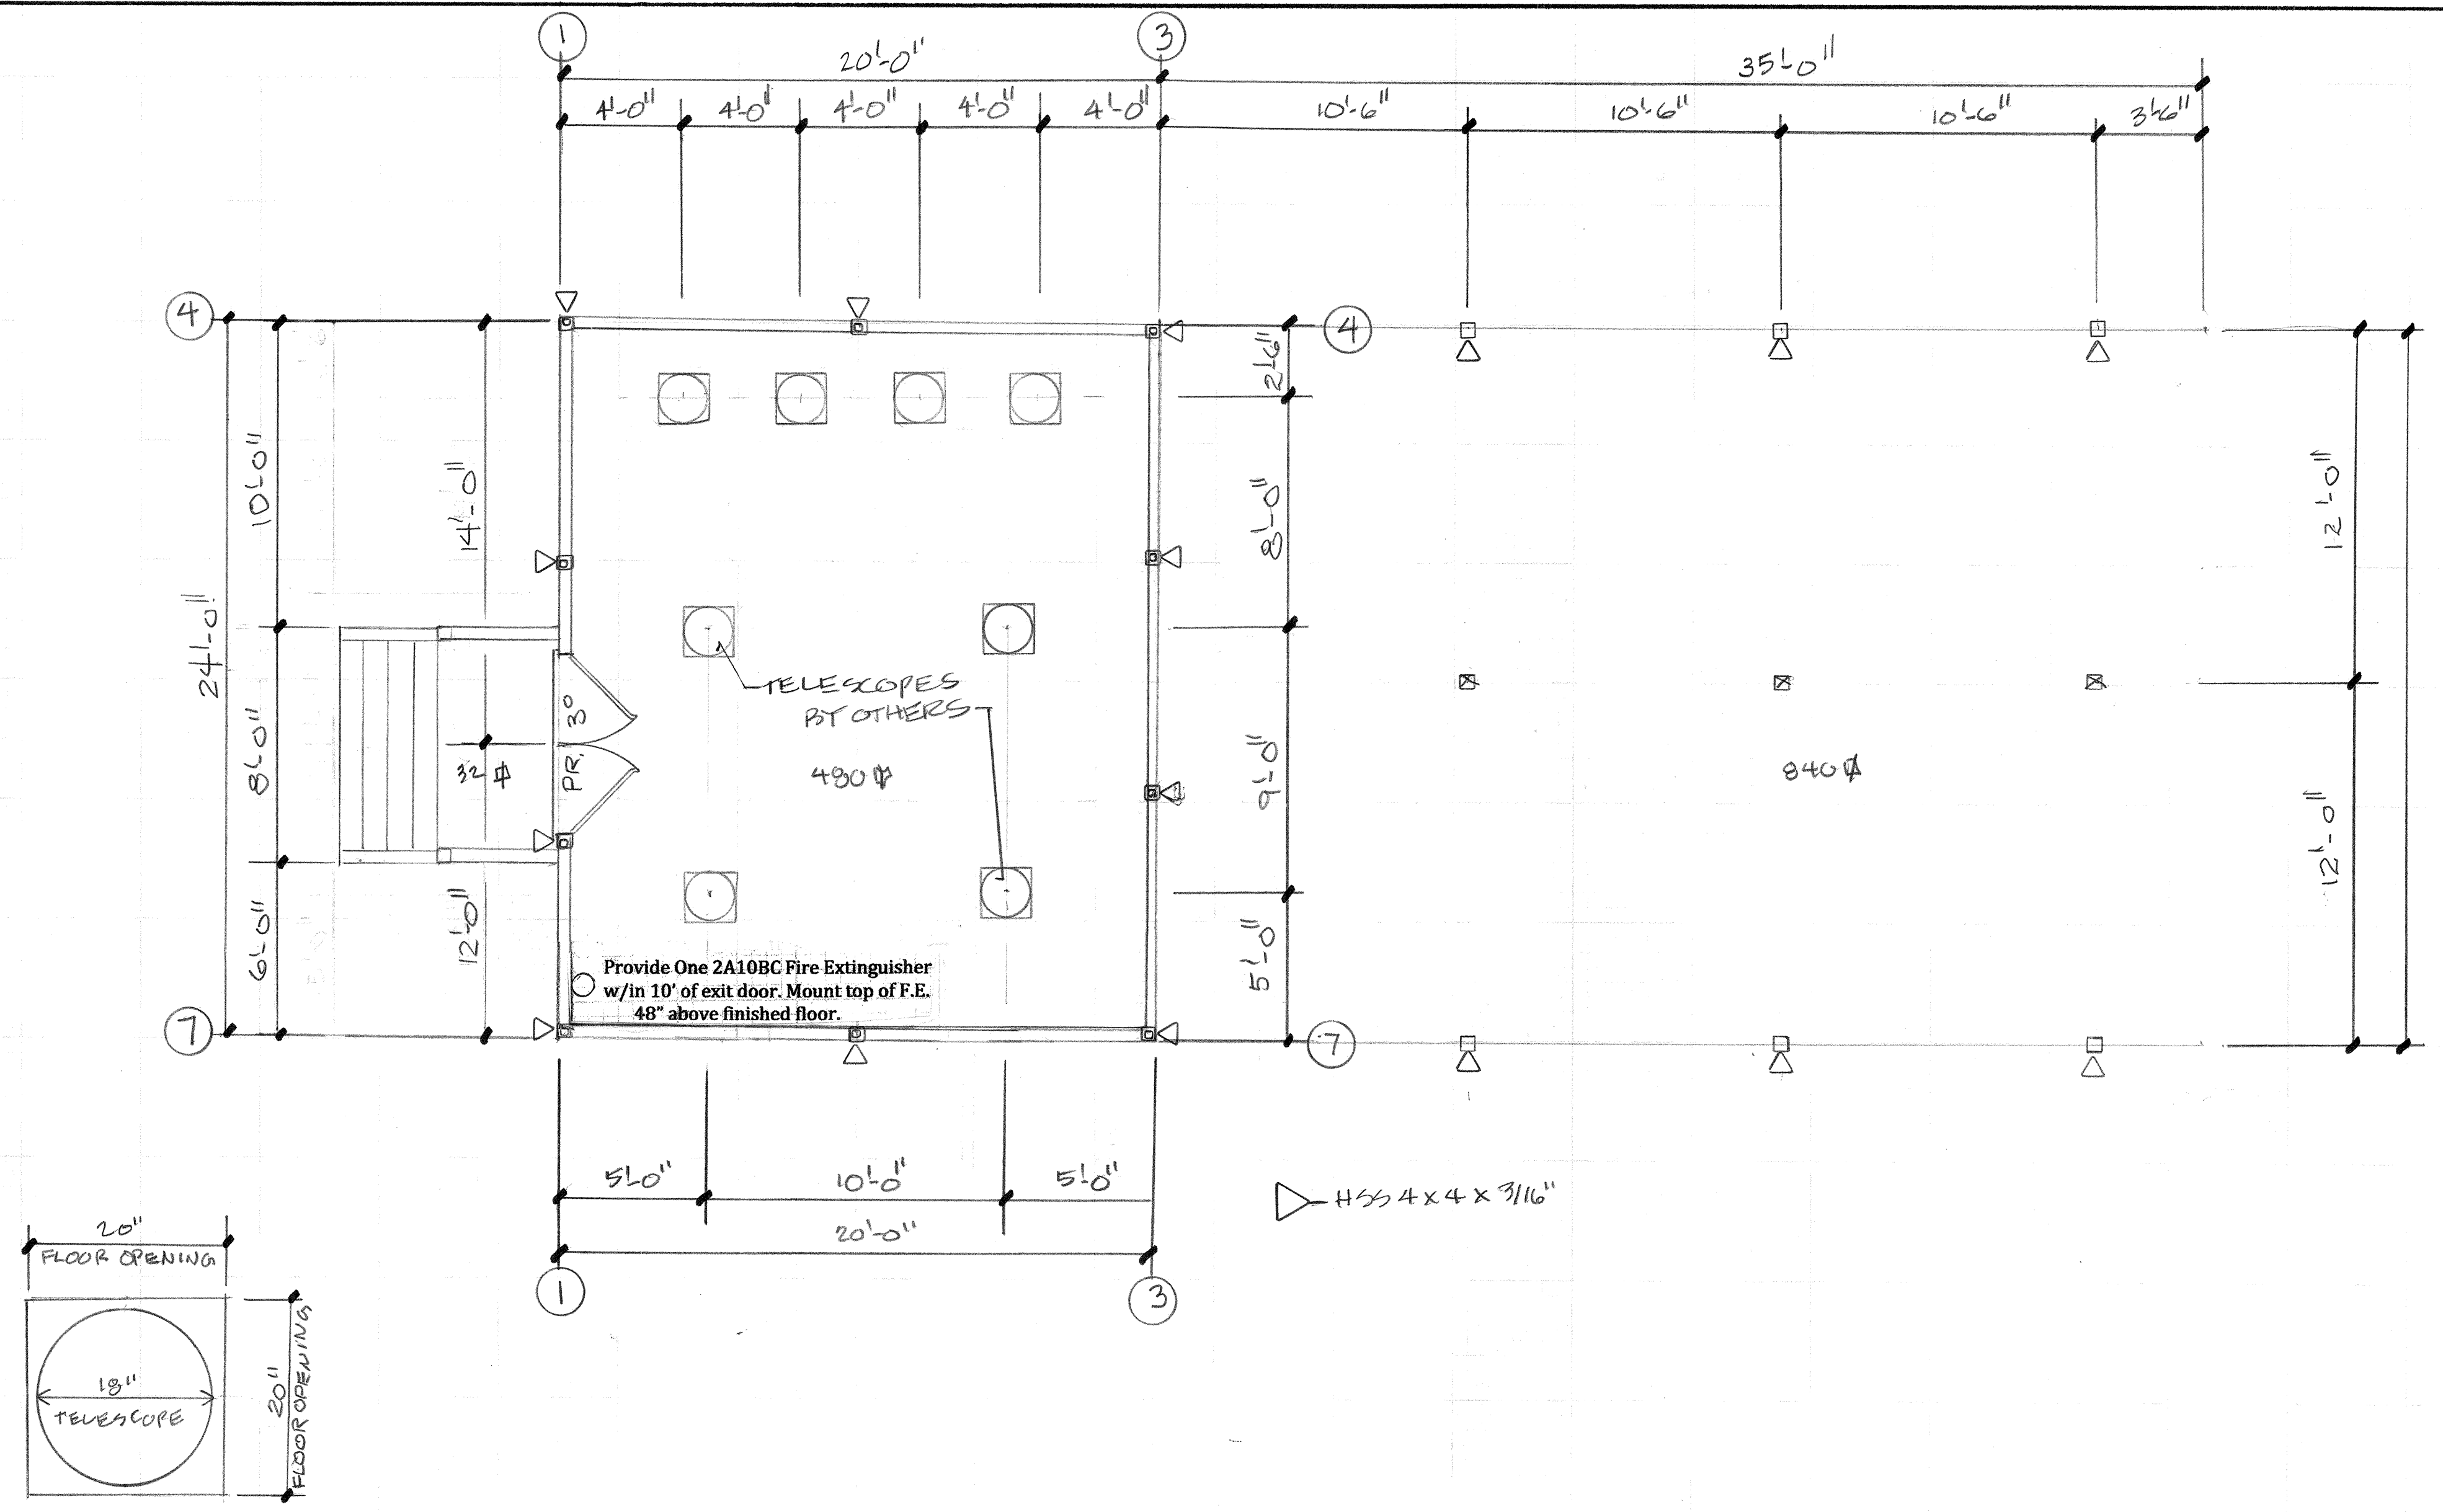 1
3
20'-0"
35'-0"
4'-0" 4'-0" 4'-0" 4'-0" 4'-0" 10'-6" 10'-6" 10'-6" 3'-6"
4
4
2'-6"
10'-0"
14'-0"
8'-0"
12'-0"
24'-0"
TELESCOPES
BY OTHERS
3⁰
PR.
32 ⌗
480 ⌗
840 ⌗
8'-0"
9'-0"
12'-0"
6'-0"
12'-0"
5'-0"
Provide One 2A10BC Fire Extinguisher
w/in 10' of exit door. Mount top of F.E.
48" above finished floor.
7
7
5'-0" 10'-0" 5'-0"
20'-0"
HSS 4 x 4 x 3/16"
1
3
20"
FLOOR OPENING
18"
TELESCOPE
20"
FLOOR OPENINGS